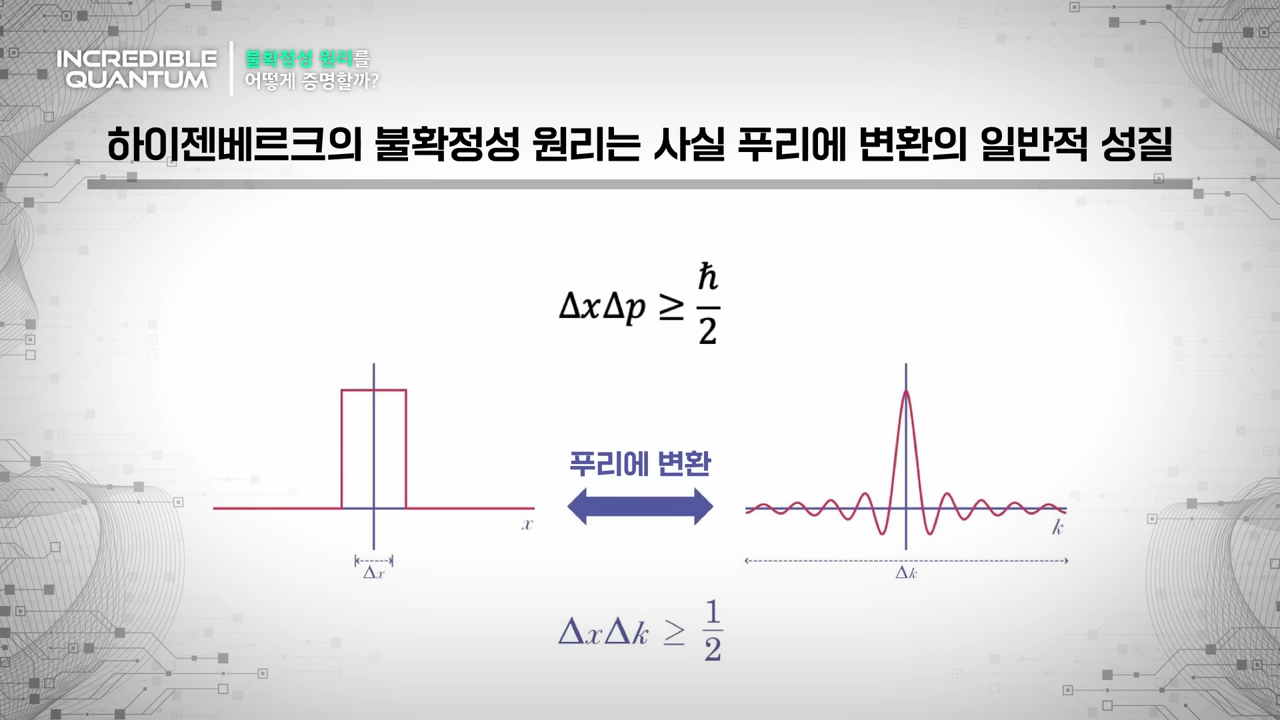 INCREDIBLE
QUANTUM
불확정성 원리를
어떻게 증명할까?
하이젠베르크의 불확정성 원리는 사실 푸리에 변환의 일반적 성질
ΔxΔp ≥ ℏ/2
푸리에 변환
x
k
Δx
Δk
ΔxΔk ≥ 1/2